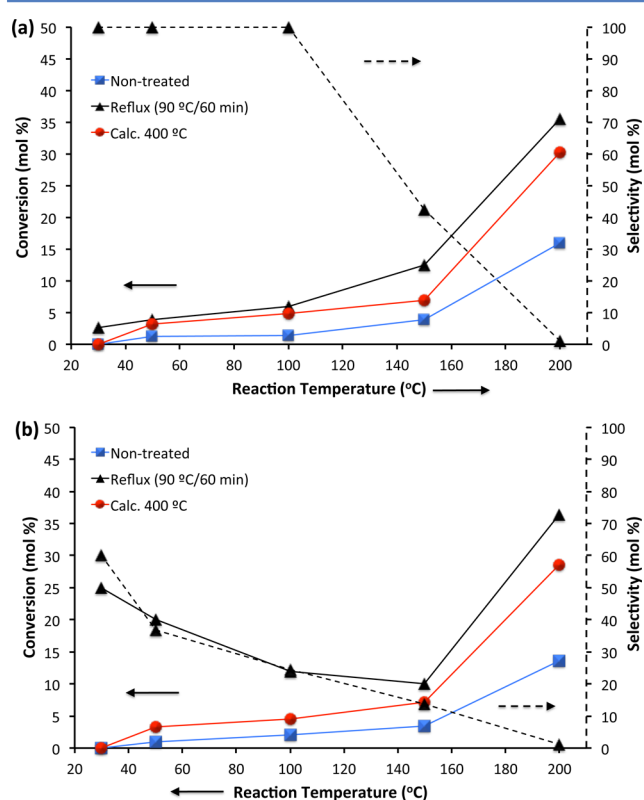 (a)
50
45
40
35
30
25
20
15
10
5
0
Conversion (mol %)
Non-treated
Reflux (90 ºC/60 min)
Calc. 400 ºC
100
90
80
70
60
50
40
30
20
10
0
Selectivity (mol %)
20 40 60 80 100 120 140 160 180 200
Reaction Temperature (ºC)
(b)
50
45
40
35
30
25
20
15
10
5
0
Conversion (mol %)
Non-treated
Reflux (90 ºC/60 min)
Calc. 400 ºC
100
90
80
70
60
50
40
30
20
10
0
Selectivity (mol %)
20 40 60 80 100 120 140 160 180 200
Reaction Temperature (ºC)